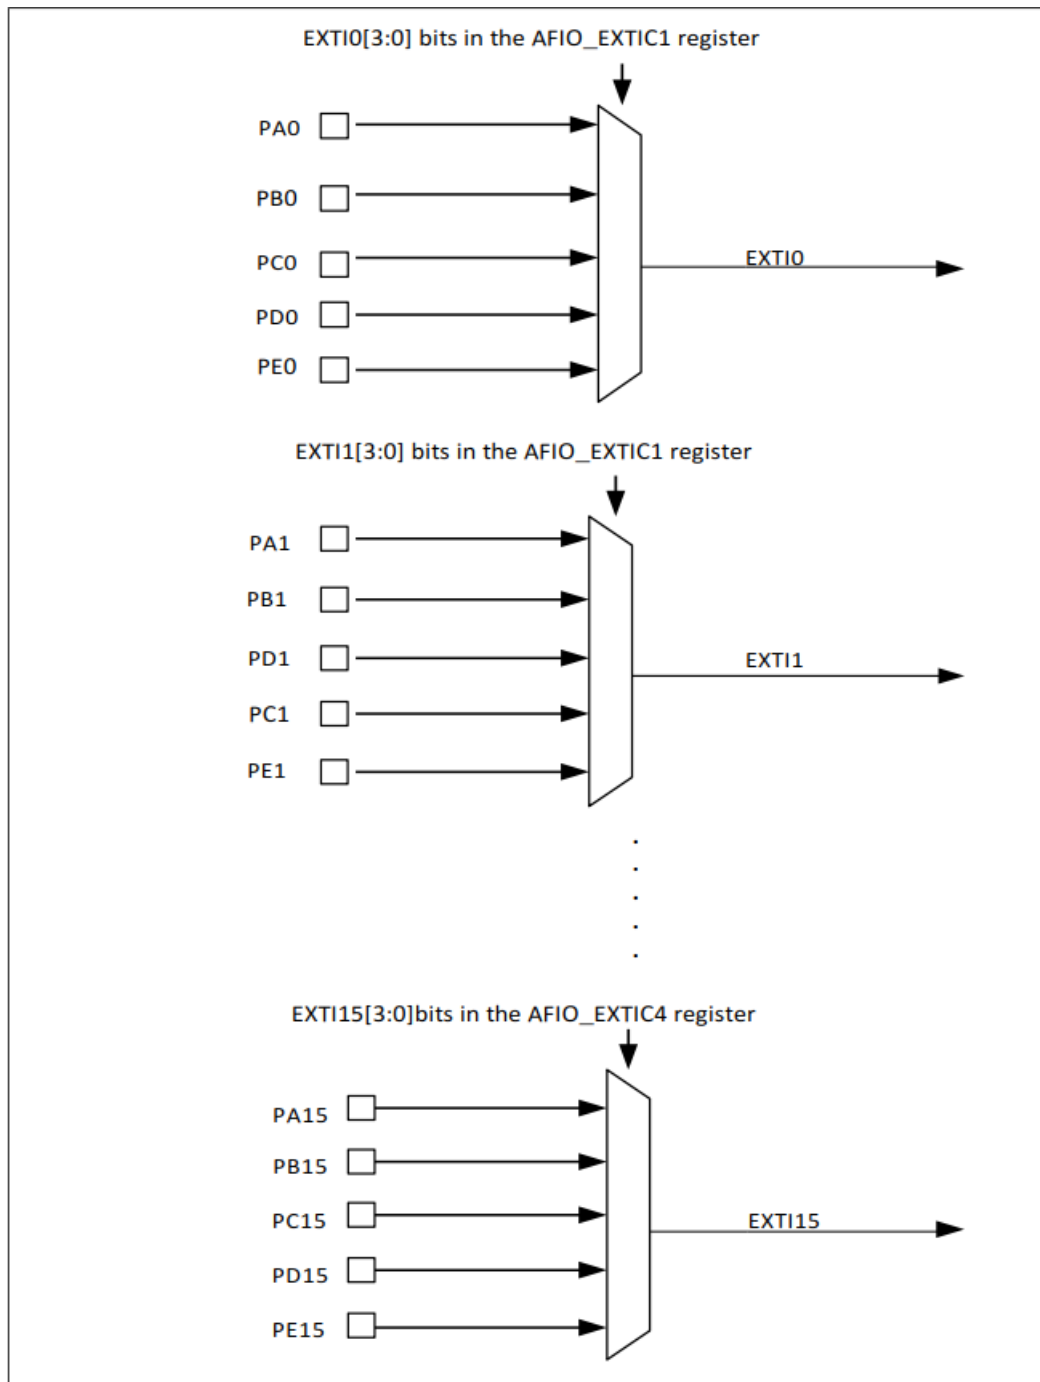 EXTI0[3:0] bits in the AFIO_EXTIC1 register
PA0
PB0
PC0
EXTI0
PD0
PE0
EXTI1[3:0] bits in the AFIO_EXTIC1 register
PA1
PB1
PD1
EXTI1
PC1
PE1
EXTI15[3:0]bits in the AFIO_EXTIC4 register
PA15
PB15
PC15
EXTI15
PD15
PE15